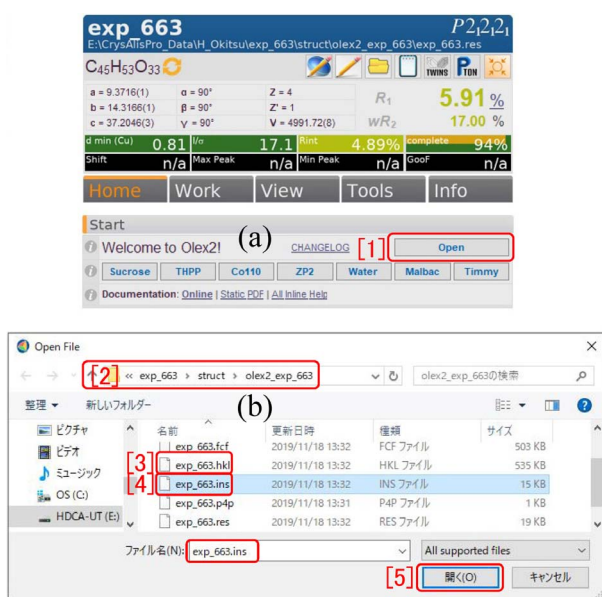 exp_663 P2₁2₁2₁
E:\CrysAlisPro_Data\H_Okitsu\exp_663\struct\olex2_exp_663\exp_663.res
C₄₅H₅₃O₃₃ TWINS PTON
a = 9.3716(1) α = 90° Z = 4 R₁ 5.91 %
b = 14.3166(1) β = 90° Z' = 1
c = 37.2046(3) γ = 90° V = 4991.72(8) wR₂ 17.00 %
d min (Cu) 0.81 I/σ 17.1 Rint 4.89% complete 94%
Shift n/a Max Peak n/a Min Peak n/a GooF n/a
Home Work View Tools Info
Start
Welcome to Olex2! (a) CHANGELOG [1] Open
Sucrose THPP Co110 ZP2 Water Malbac Timmy
Documentation: Online | Static PDF | All Inline Help
Open File
[2] « exp_663 › struct › olex2_exp_663 olex2_exp_663の検索
整理 新しいフォルダー (b)
ピクチャ 名前 更新日時 種類 サイズ
ビデオ exp_663.fcf 2019/11/18 13:32 FCF ファイル 503 KB
ミュージック [3] exp_663.hkl 2019/11/18 13:32 HKL ファイル 535 KB
OS (C:) [4] exp_663.ins 2019/11/18 13:32 INS ファイル 15 KB
HDCA-UT (E:) exp_663.p4p 2019/11/18 13:31 P4P ファイル 1 KB
exp_663.res 2019/11/18 13:32 RES ファイル 19 KB
ファイル名(N): exp_663.ins All supported files
[5] 開く(O) キャンセル